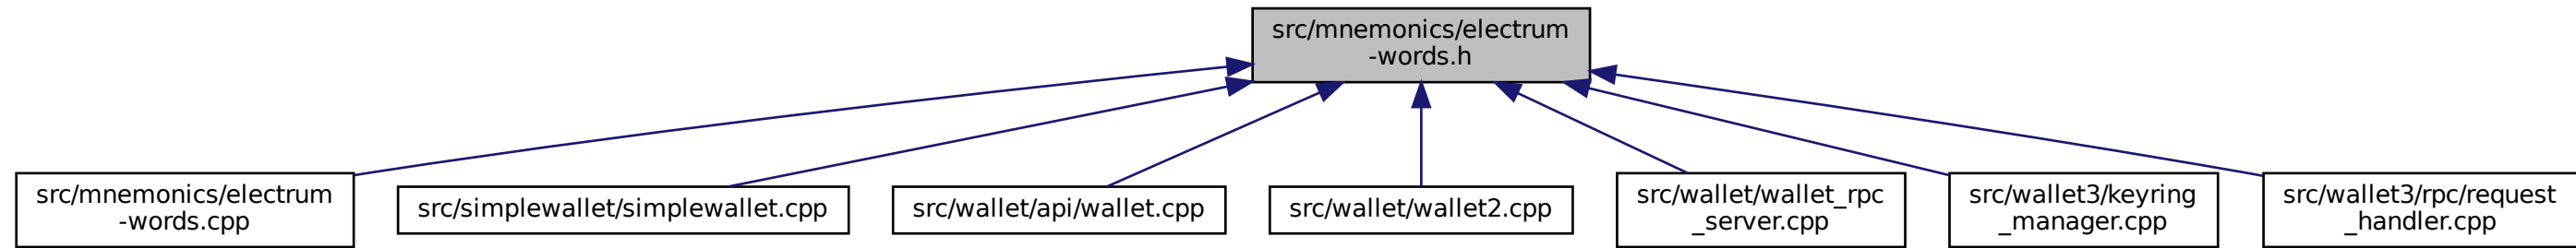 src/mnemonics/electrum
-words.h
src/mnemonics/electrum
-words.cpp
src/simplewallet/simplewallet.cpp
src/wallet/api/wallet.cpp
src/wallet/wallet2.cpp
src/wallet/wallet_rpc
_server.cpp
src/wallet3/keyring
_manager.cpp
src/wallet3/rpc/request
_handler.cpp